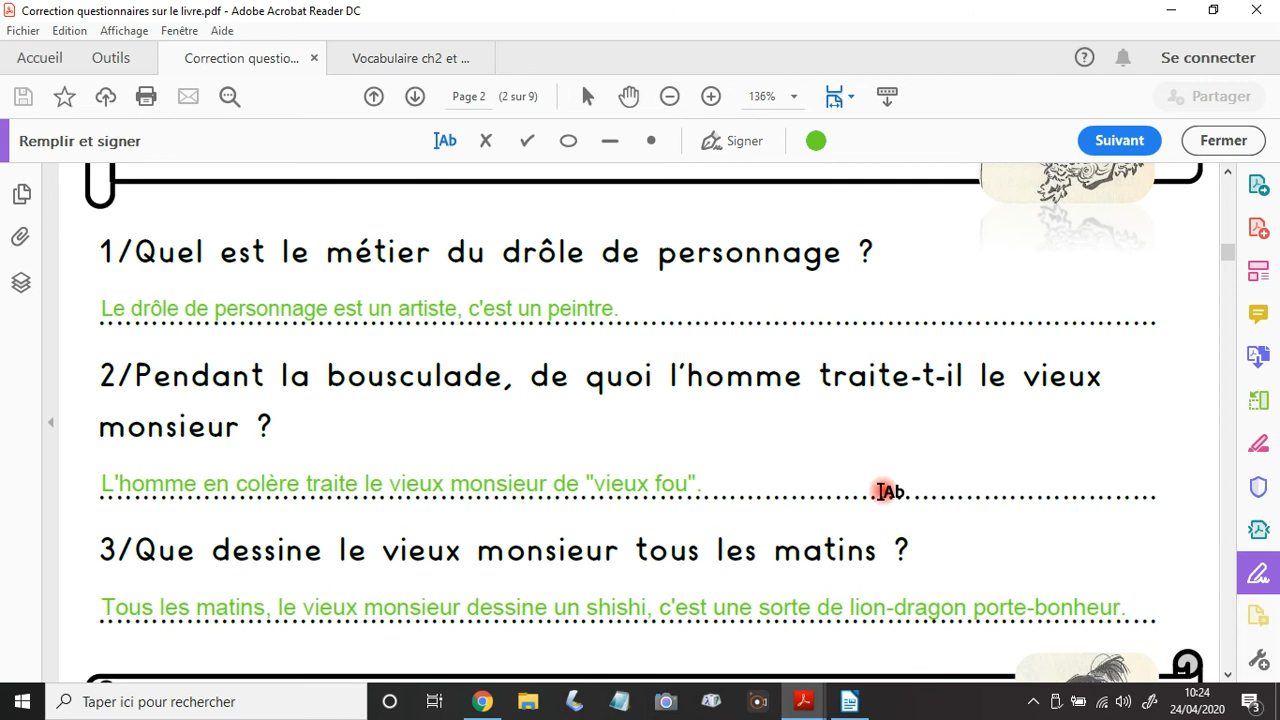 Correction questionnaires sur le livre.pdf - Adobe Acrobat Reader DC
Fichier Edition Affichage Fenêtre Aide
Accueil Outils Correction questio... × Vocabulaire ch2 et ... Se connecter
Page 2 (2 sur 9) 136% Partager
Remplir et signer Ab Signer Suivant Fermer
1/Quel est le métier du drôle de personnage ?
Le drôle de personnage est un artiste, c'est un peintre.
2/Pendant la bousculade, de quoi l'homme traite-t-il le vieux
monsieur ?
L'homme en colère traite le vieux monsieur de "vieux fou".
Ab
3/Que dessine le vieux monsieur tous les matins ?
Tous les matins, le vieux monsieur dessine un shishi, c'est une sorte de lion-dragon porte-bonheur.
Taper ici pour rechercher
10:24
24/04/2020
3